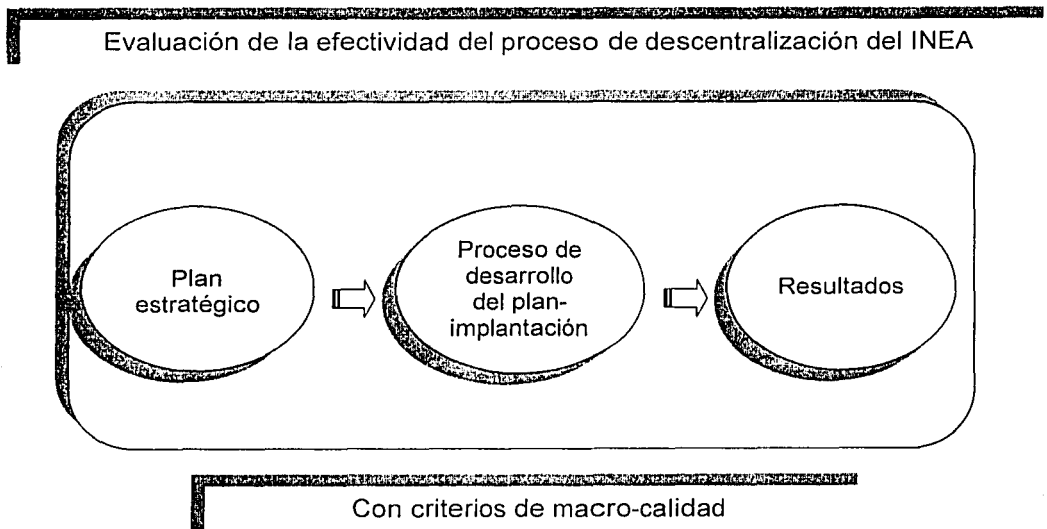 Evaluación de la efectividad del proceso de descentralización del INEA
Plan
estratégico
Proceso de
desarrollo
del plan-
implantación
Resultados
Con criterios de macro-calidad